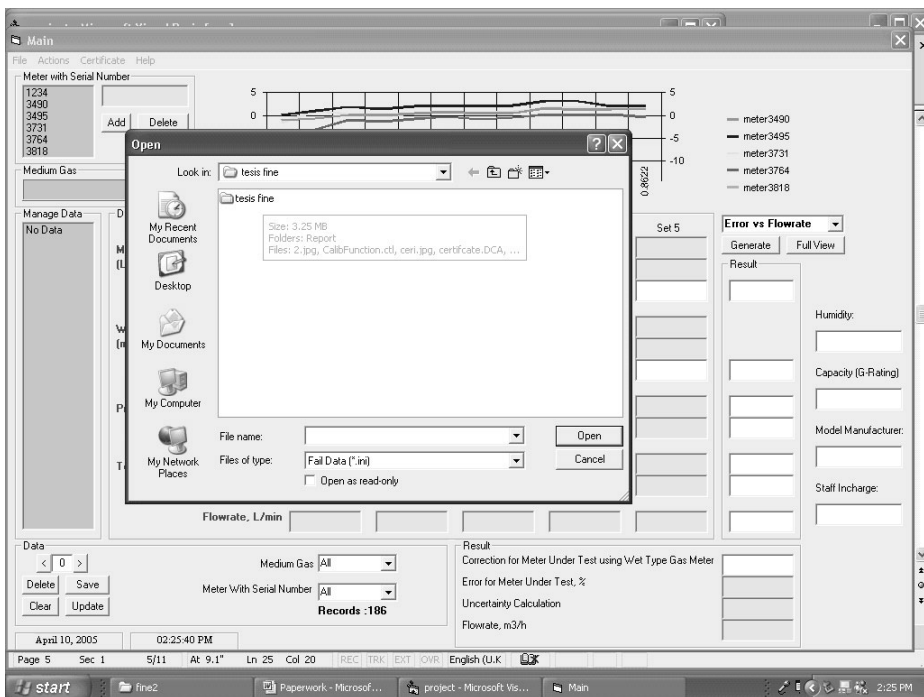 Main
File Actions Certificate Help
Meter with Serial Number
1234
3490
3495
3731
3764
3818
Add Delete
Medium Gas
5
0
5
0
-5
-10
0.8622
meter3490
meter3495
meter3731
meter3764
meter3818
Open
Look in: tesis fine
tesis fine
Size: 3.25 MB
Folders: Report
Files: 2.jpg, CalibFunction.ctl, ceri.jpg, certifcate.DCA, ...
My Recent Documents
Desktop
My Documents
My Computer
My Network Places
File name:
Open
Files of type: Fail Data (*.ini)
Cancel
Open as read-only
Manage Data
No Data
Set 5
Error vs Flowrate
Generate Full View
Result
Humidity:
Capacity (G-Rating)
Model Manufacturer:
Staff Incharge:
Flowrate, L/min
Data
< 0 >
Delete Save
Clear Update
Medium Gas All
Meter With Serial Number All
Records :186
Result
Correction for Meter Under Test using Wet Type Gas Meter
Error for Meter Under Test, %
Uncertainty Calculation
Flowrate, m3/h
April 10, 2005 02:25:40 PM
Page 5 Sec 1 5/11 At 9.1" Ln 25 Col 20 REC TRK EXT OVR English (U.K
start fine2 Paperwork - Microsof... project - Microsoft Vis... Main 2:25 PM